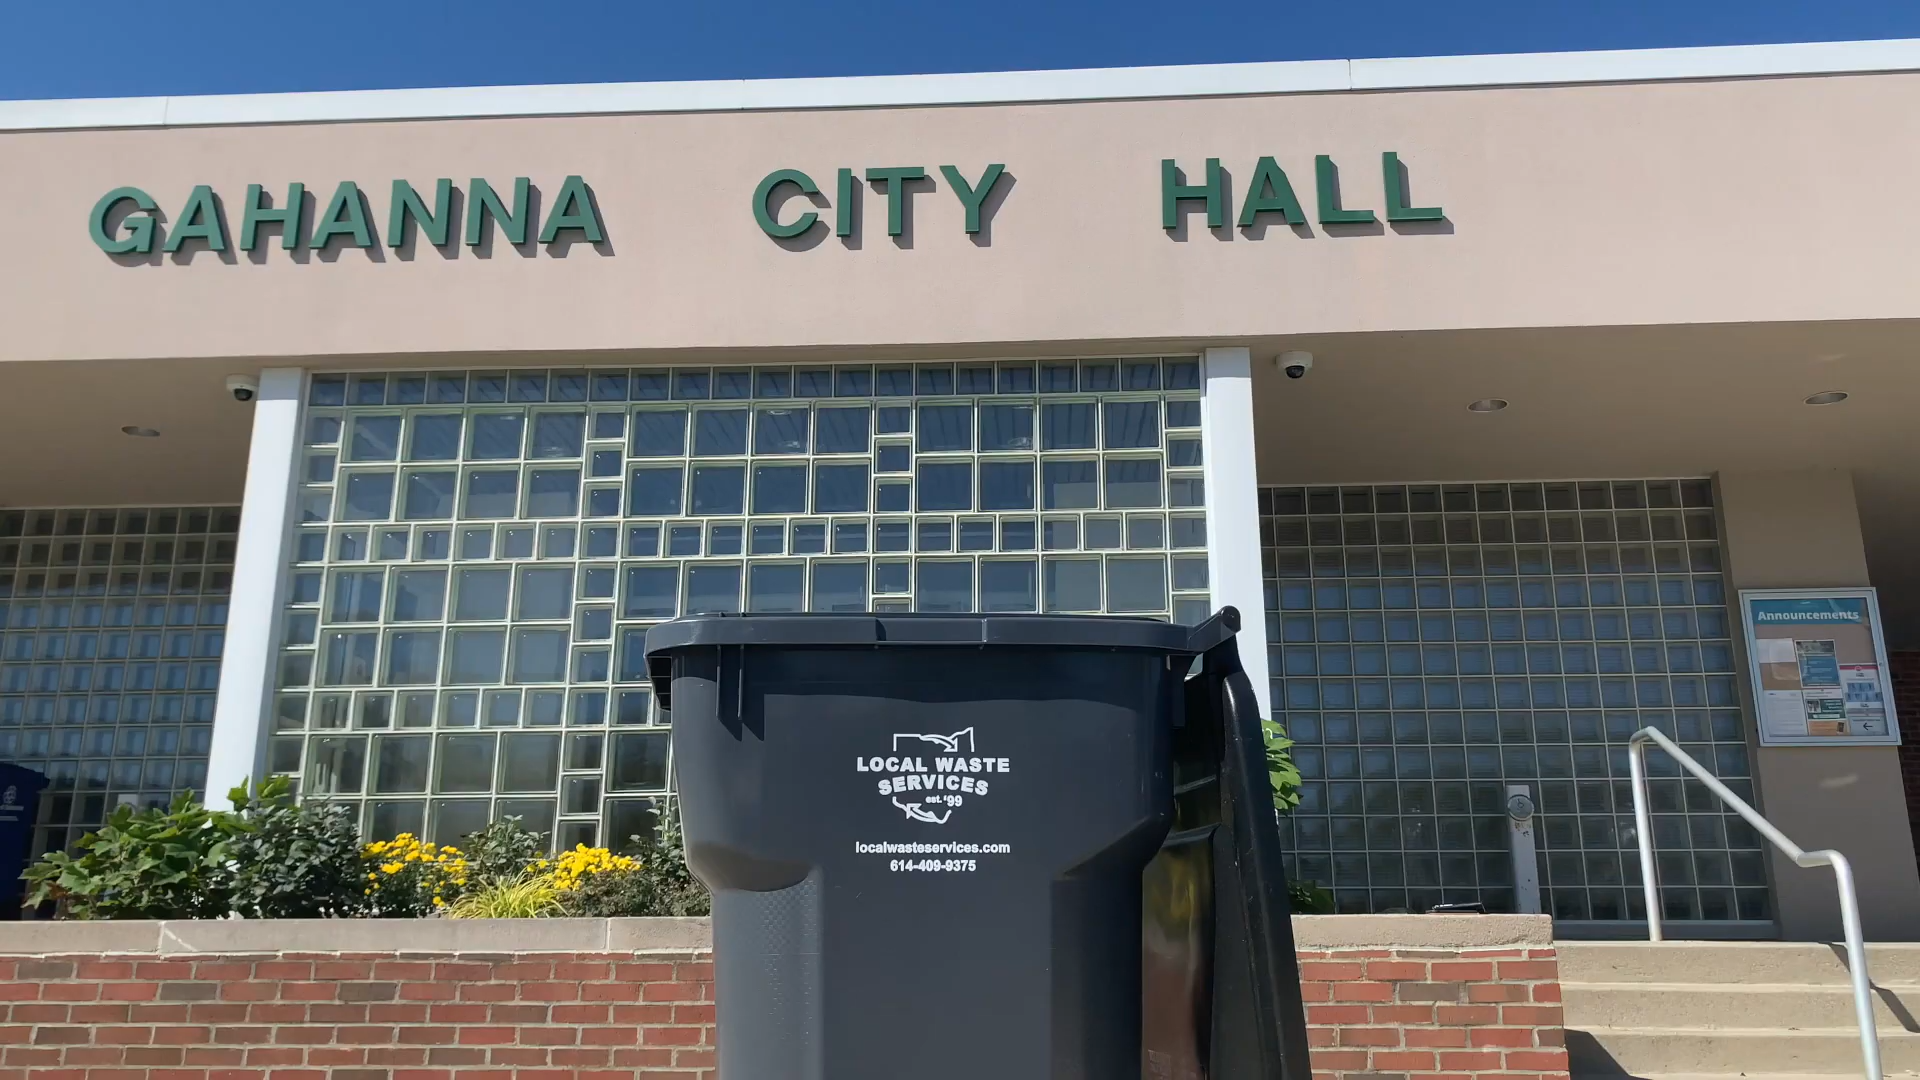 GAHANNA CITY HALL
Announcements
LOCAL WASTE
SERVICES
est. '99
localwasteservices.com
614-409-9375